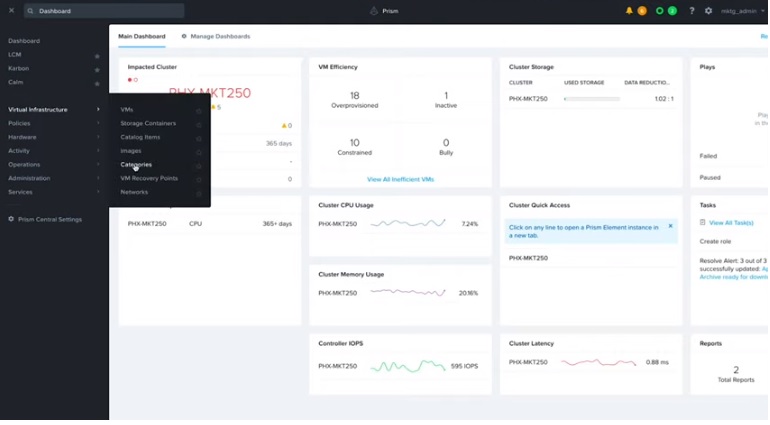 Dashboard
Prism
?
nktg_admin
Dashboard
LCM
Karbon
Calm
Virtual Infrastructure
Policies
Hardware
Activity
Operations
Administration
Services
Prism Central Settings
VMs
Storage Containers
Catalog Items
Images
Categories
VM Recovery Points
Networks
Main Dashboard
Manage Dashboards
Impacted Cluster
PHX-MKT250
5
0
365 days
-
0
PHX-MKT250 CPU 365+ days
VM Efficiency
18 1
Overprovisioned Inactive
10 0
Constrained Bully
View All Inefficient VMs
Cluster CPU Usage
PHX-MKT250 7.24%
Cluster Memory Usage
PHX-MKT250 20.16%
Controller IOPS
PHX-MKT250 595 IOPS
Cluster Storage
CLUSTER USED STORAGE DATA REDUCTIO...
PHX-MKT250 1.02 : 1
Cluster Quick Access
Click on any line to open a Prism Element instance in
a new tab.
PHX-MKT250
Cluster Latency
PHX-MKT250 0.88 ms
Plays
in the
Failed
Paused
Tasks
View All Task(s)
Create role
Resolve Alert: 3 out of 3
successfully updated:
Archive ready for
Reports
2
Total Reports